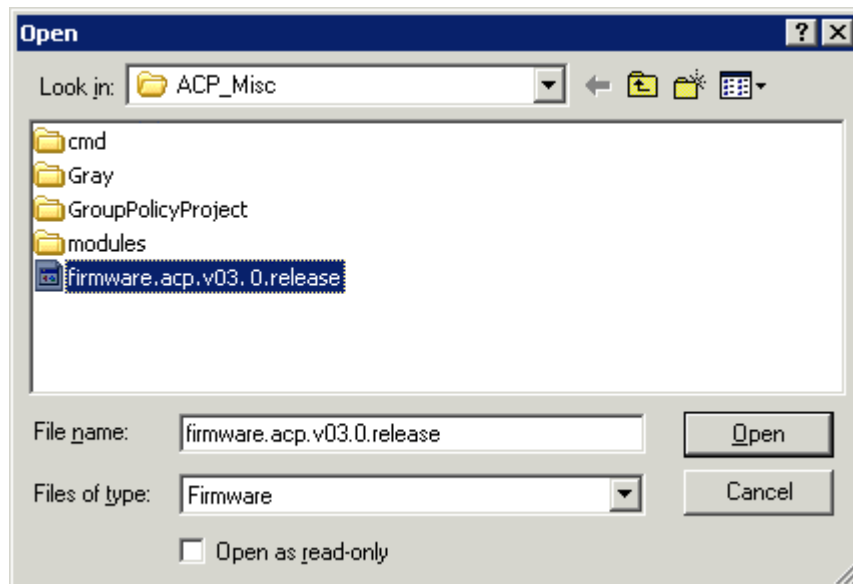 Open
Look in: ACP_Misc
cmd
Gray
GroupPolicyProject
modules
firmware.acp.v03. 0.release
File name: firmware.acp.v03.0.release Open
Files of type: Firmware Cancel
Open as read-only